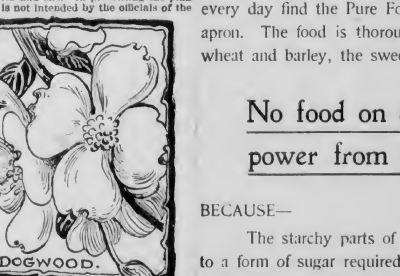 is not intended by the officials of the
DOGWOOD.
every day find the Pure Fo
apron. The food is thorou
wheat and barley, the swee
No food on
power from
BECAUSE—
The starchy parts of
to a form of sugar required